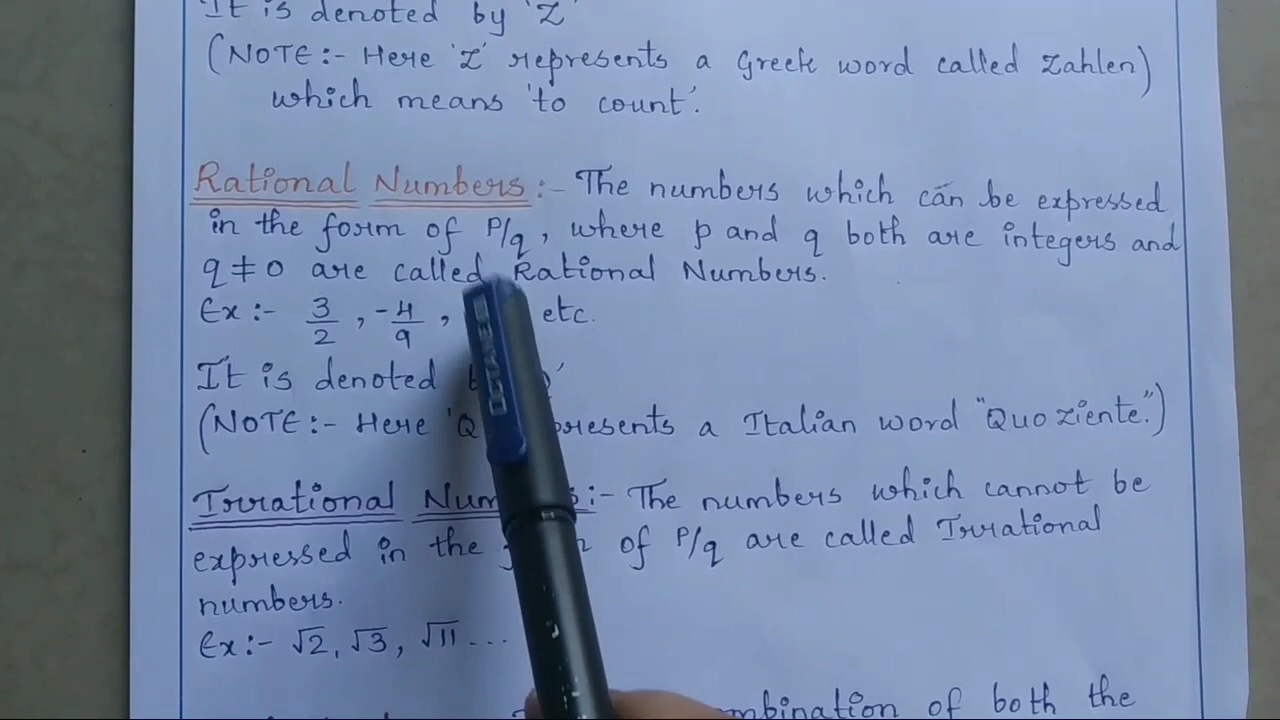 It is denoted by 'Z'
(NOTE:- Here 'Z' represents a Greek word called Zahlen)
which means 'to count'.
Rational Numbers:- The numbers which can be expressed
in the form of P/q, where p and q both are integers and
q ≠ 0 are called Rational Numbers.
Ex:- 3/2, -4/9, etc.
It is denoted
(NOTE:- Here 'Q a Italian word "Quoziente".)
Irrational :- The numbers which cannot be
expressed in the of P/q are called Irrational
numbers.
Ex:- √2, √3, √11 ...
of both the
OCTANE